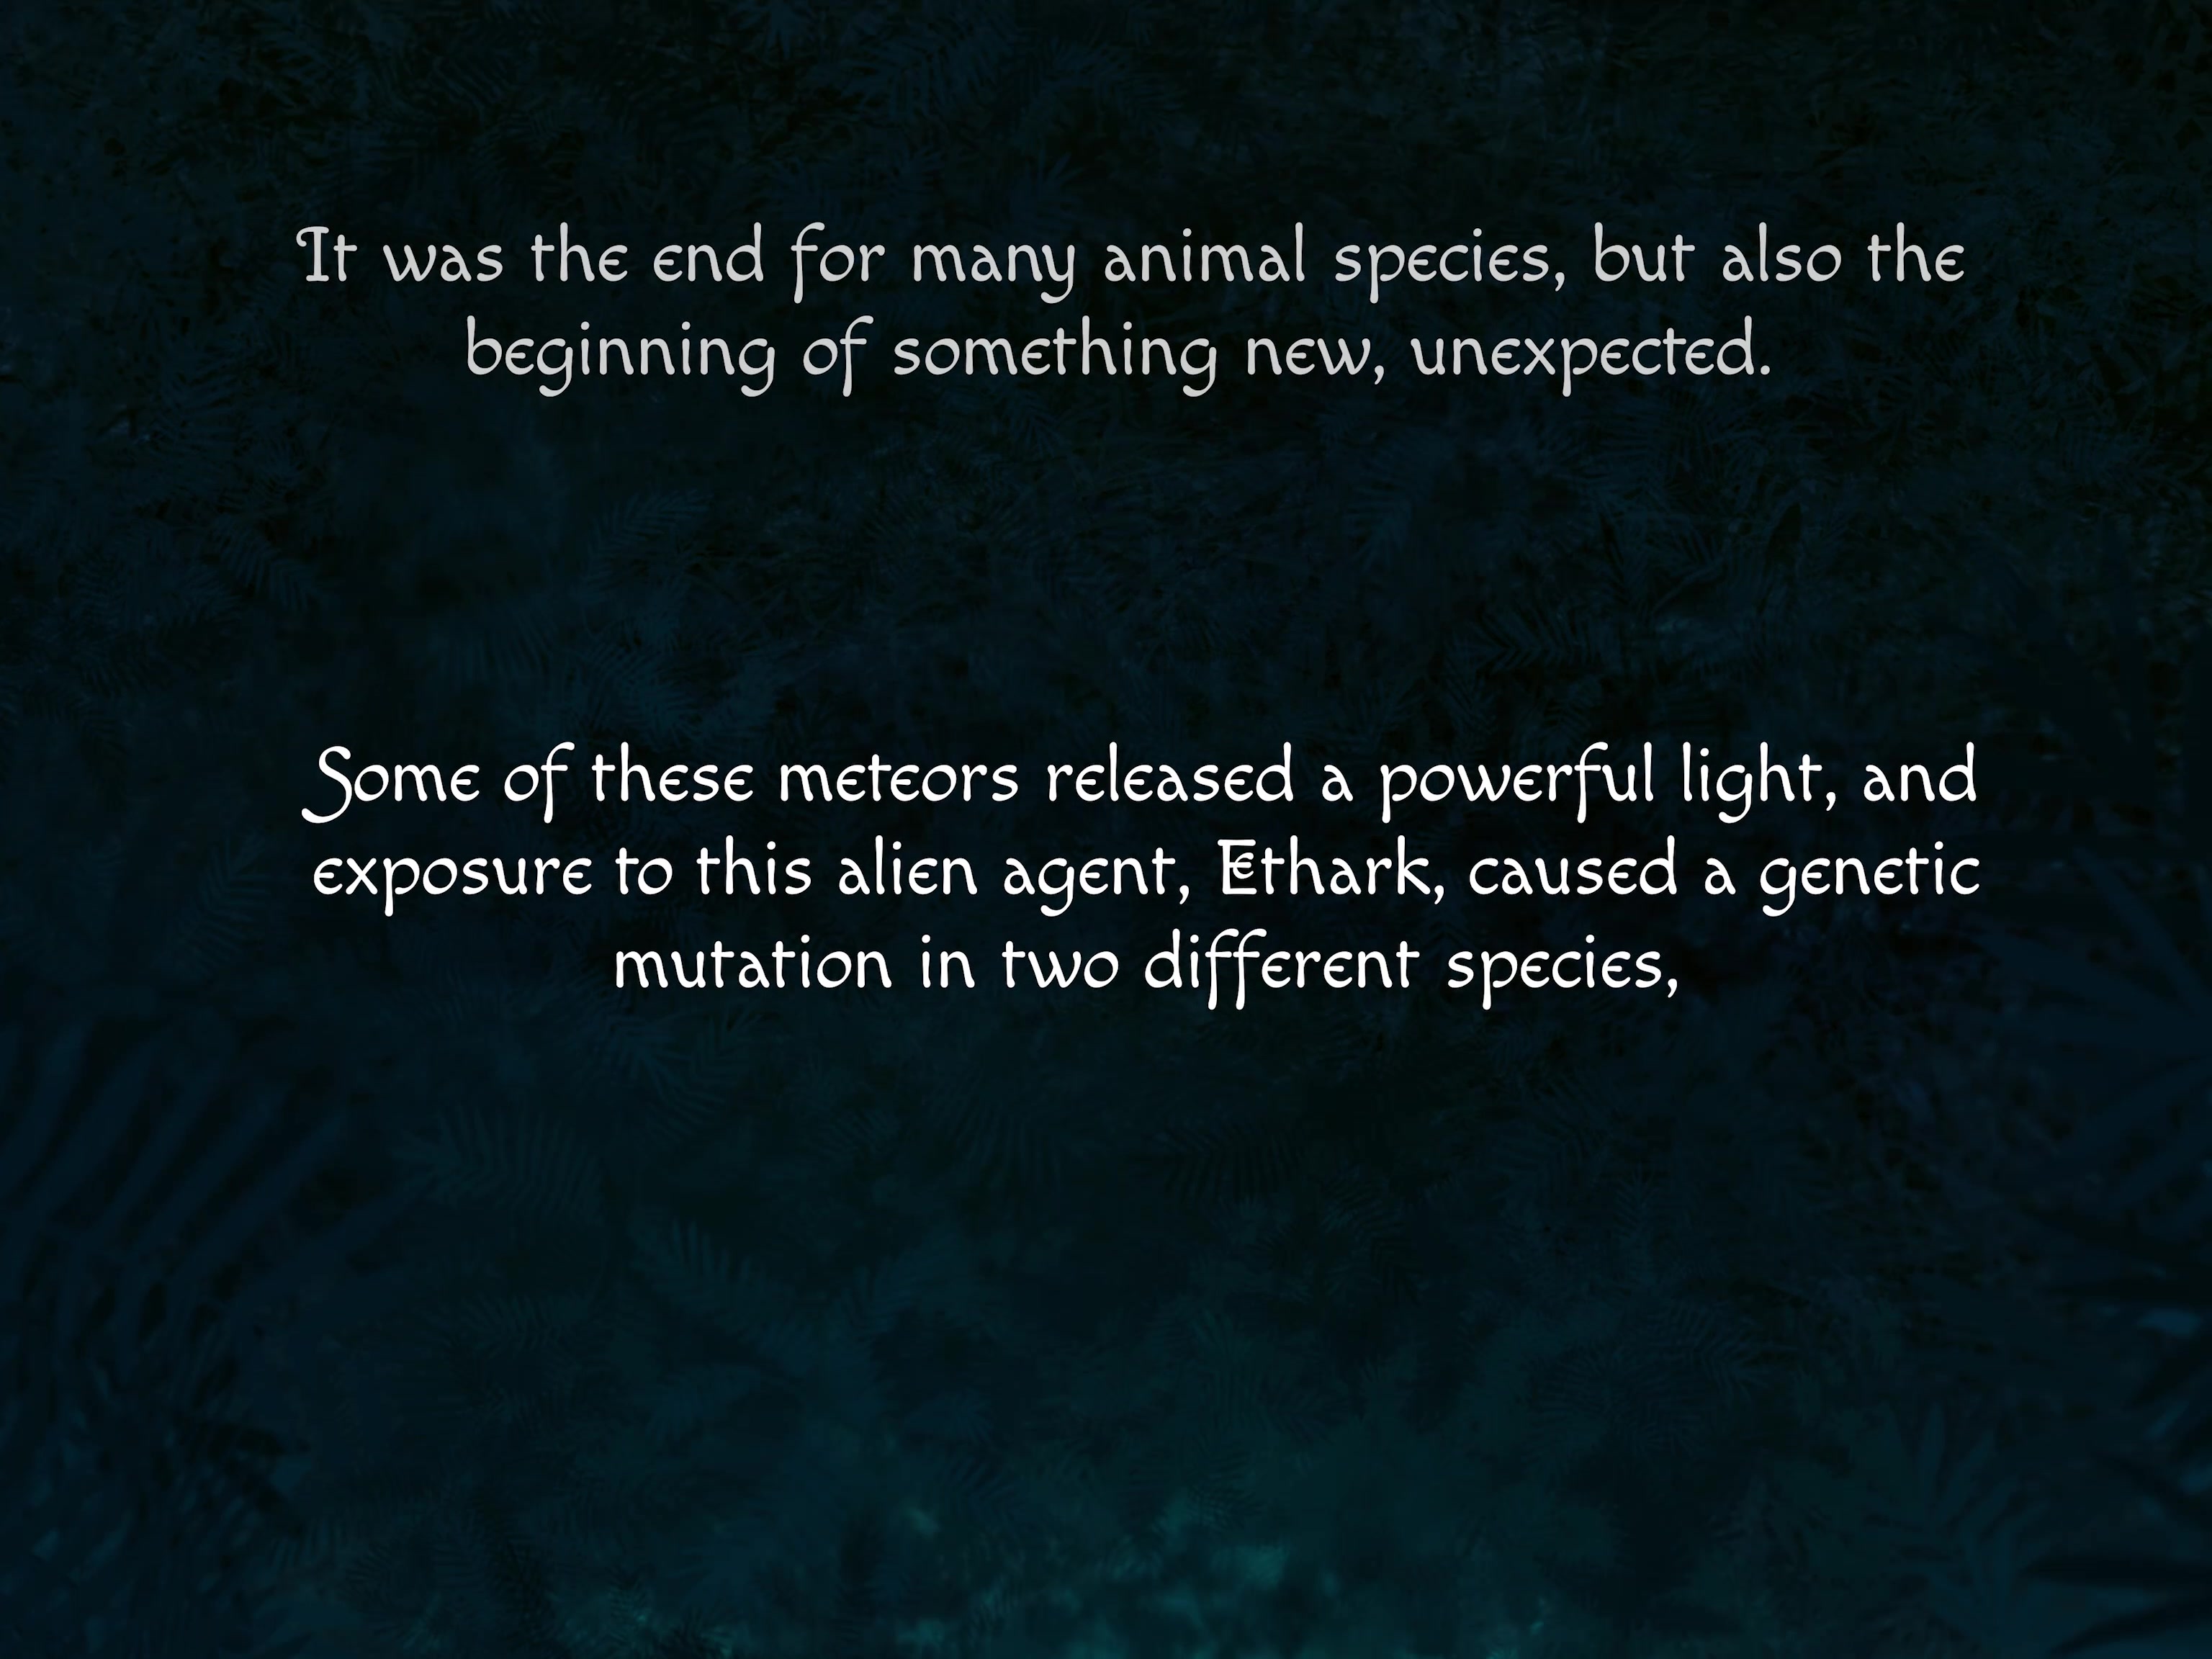 It was the end for many animal species, but also the
beginning of something new, unexpected.
Some of these meteors released a powerful light, and
exposure to this alien agent, Ethark, caused a genetic
mutation in two different species,